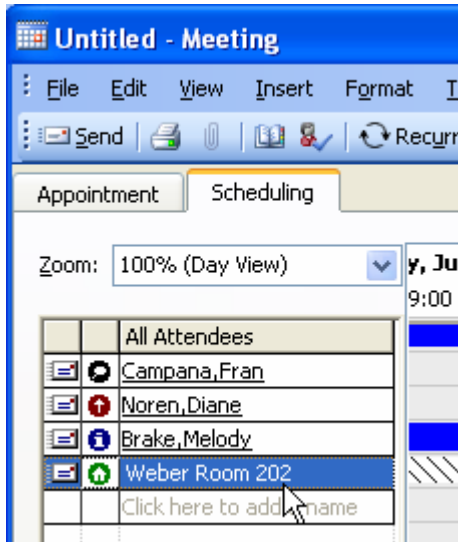 Untitled - Meeting
File Edit View Insert Format T
Send Recurr
Appointment Scheduling
Zoom: 100% (Day View) y, Ju
9:00
All Attendees
Campana,Fran
Noren,Diane
Brake,Melody
Weber Room 202
Click here to add name